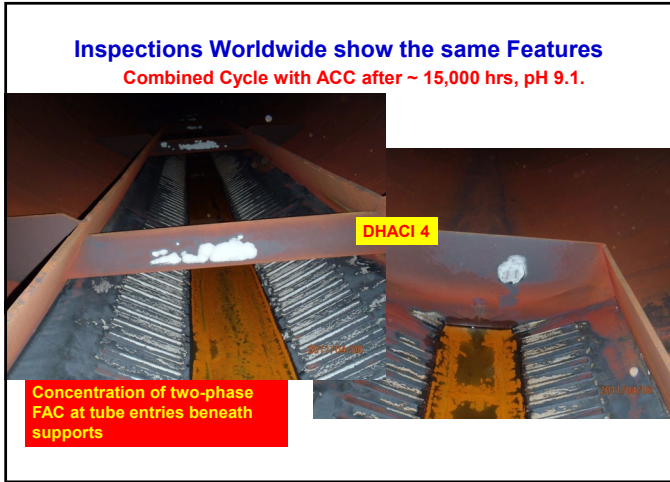 Inspections Worldwide show the same Features
Combined Cycle with ACC after ~ 15,000 hrs, pH 9.1.
DHACI 4
Concentration of two-phase
FAC at tube entries beneath
supports